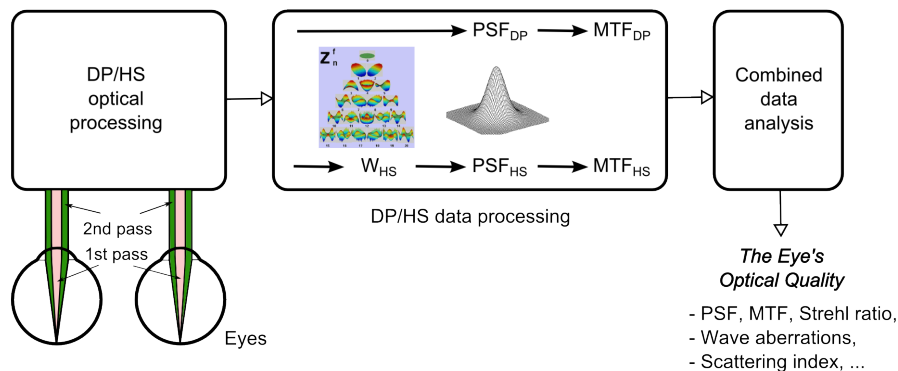 DP/HS
optical
processing
PSF_DP
MTF_DP
Z_n^f
W_HS
PSF_HS
MTF_HS
DP/HS data processing
Combined
data
analysis
2nd pass
1st pass
Eyes
The Eye's
Optical Quality
- PSF, MTF, Strehl ratio,
- Wave aberrations,
- Scattering index, ...